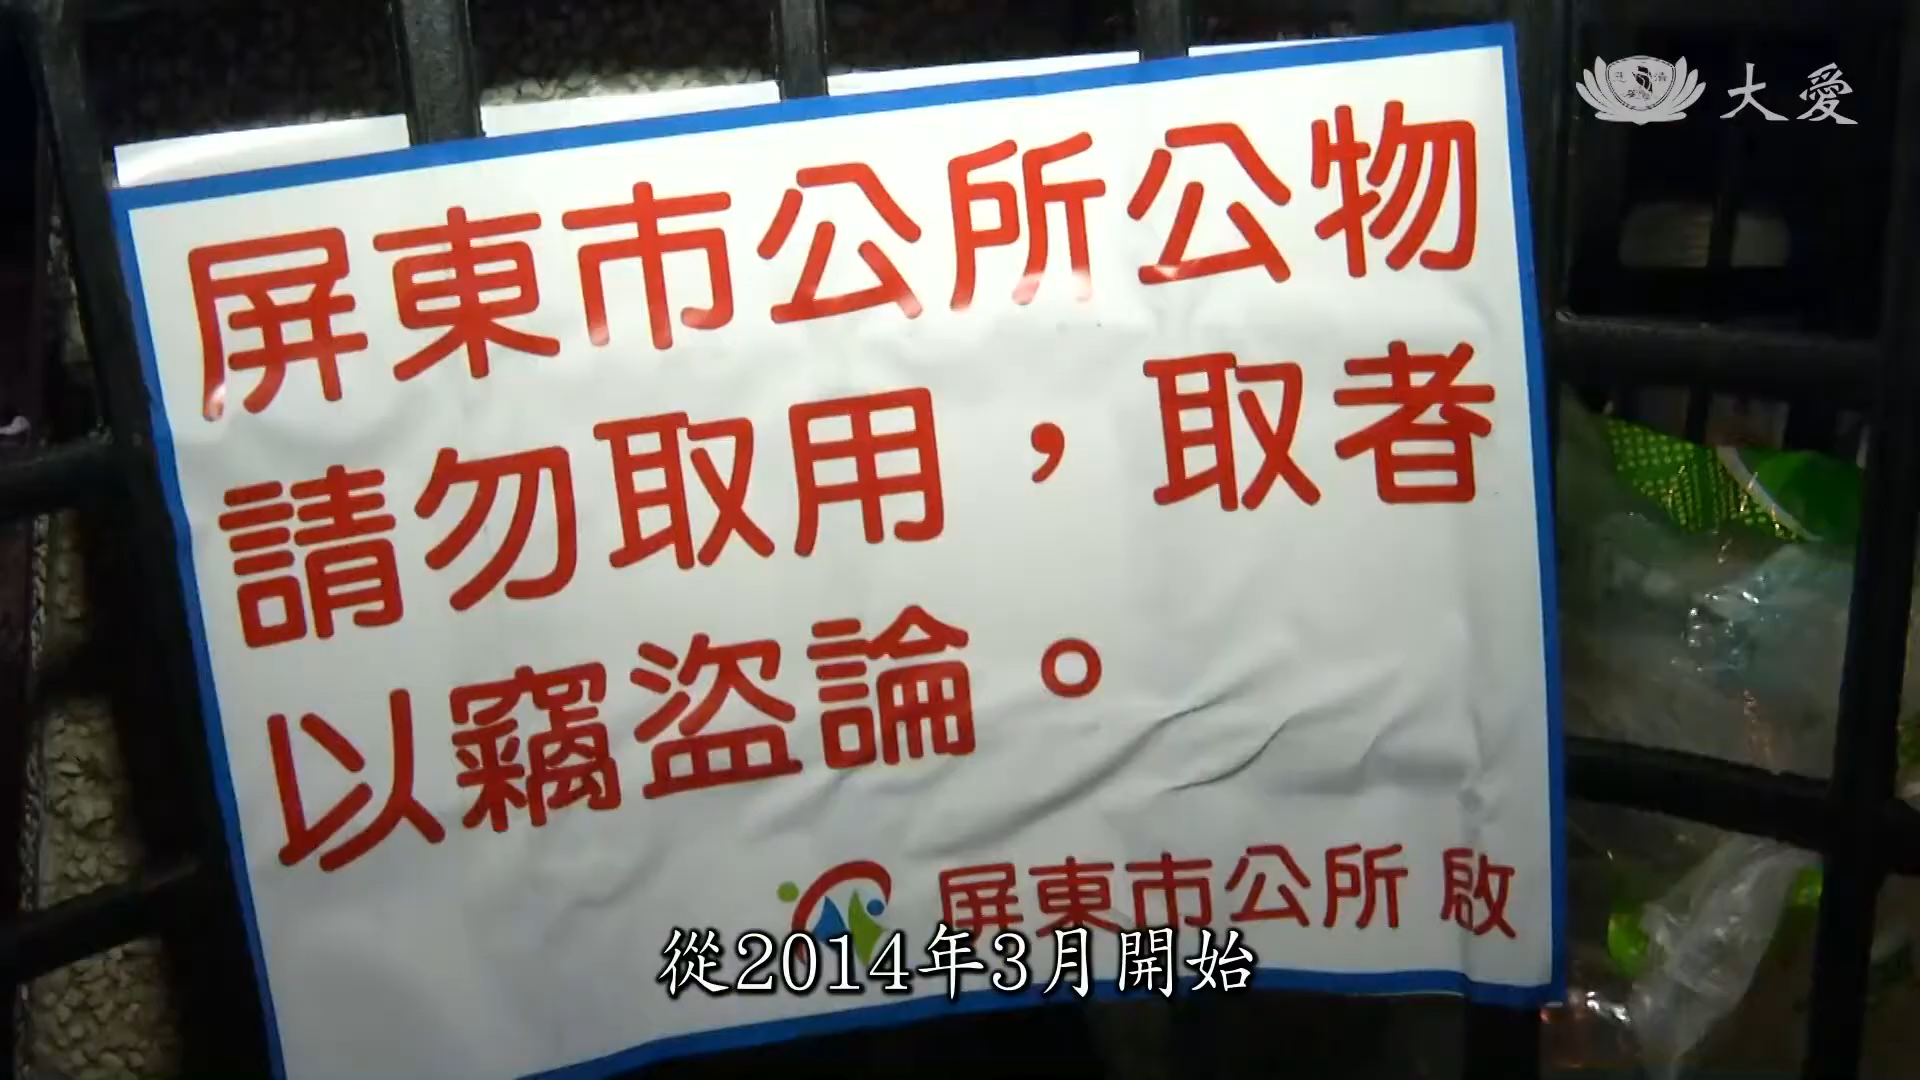 大愛
屏東市公所公物
請勿取用，取者
以竊盜論。
屏東市公所 啟
從2014年3月開始